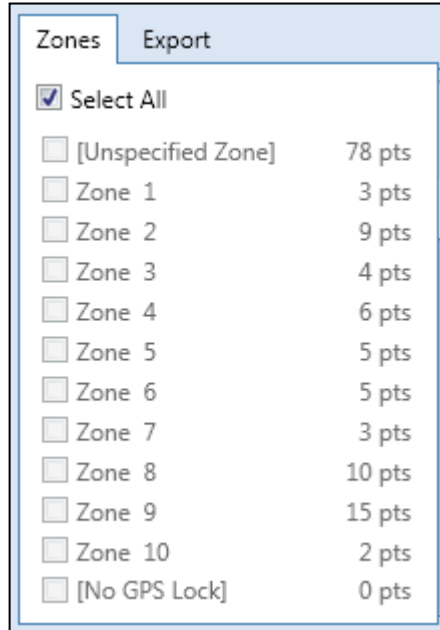 Zones Export
Select All
[Unspecified Zone] 78 pts
Zone 1 3 pts
Zone 2 9 pts
Zone 3 4 pts
Zone 4 6 pts
Zone 5 5 pts
Zone 6 5 pts
Zone 7 3 pts
Zone 8 10 pts
Zone 9 15 pts
Zone 10 2 pts
[No GPS Lock] 0 pts